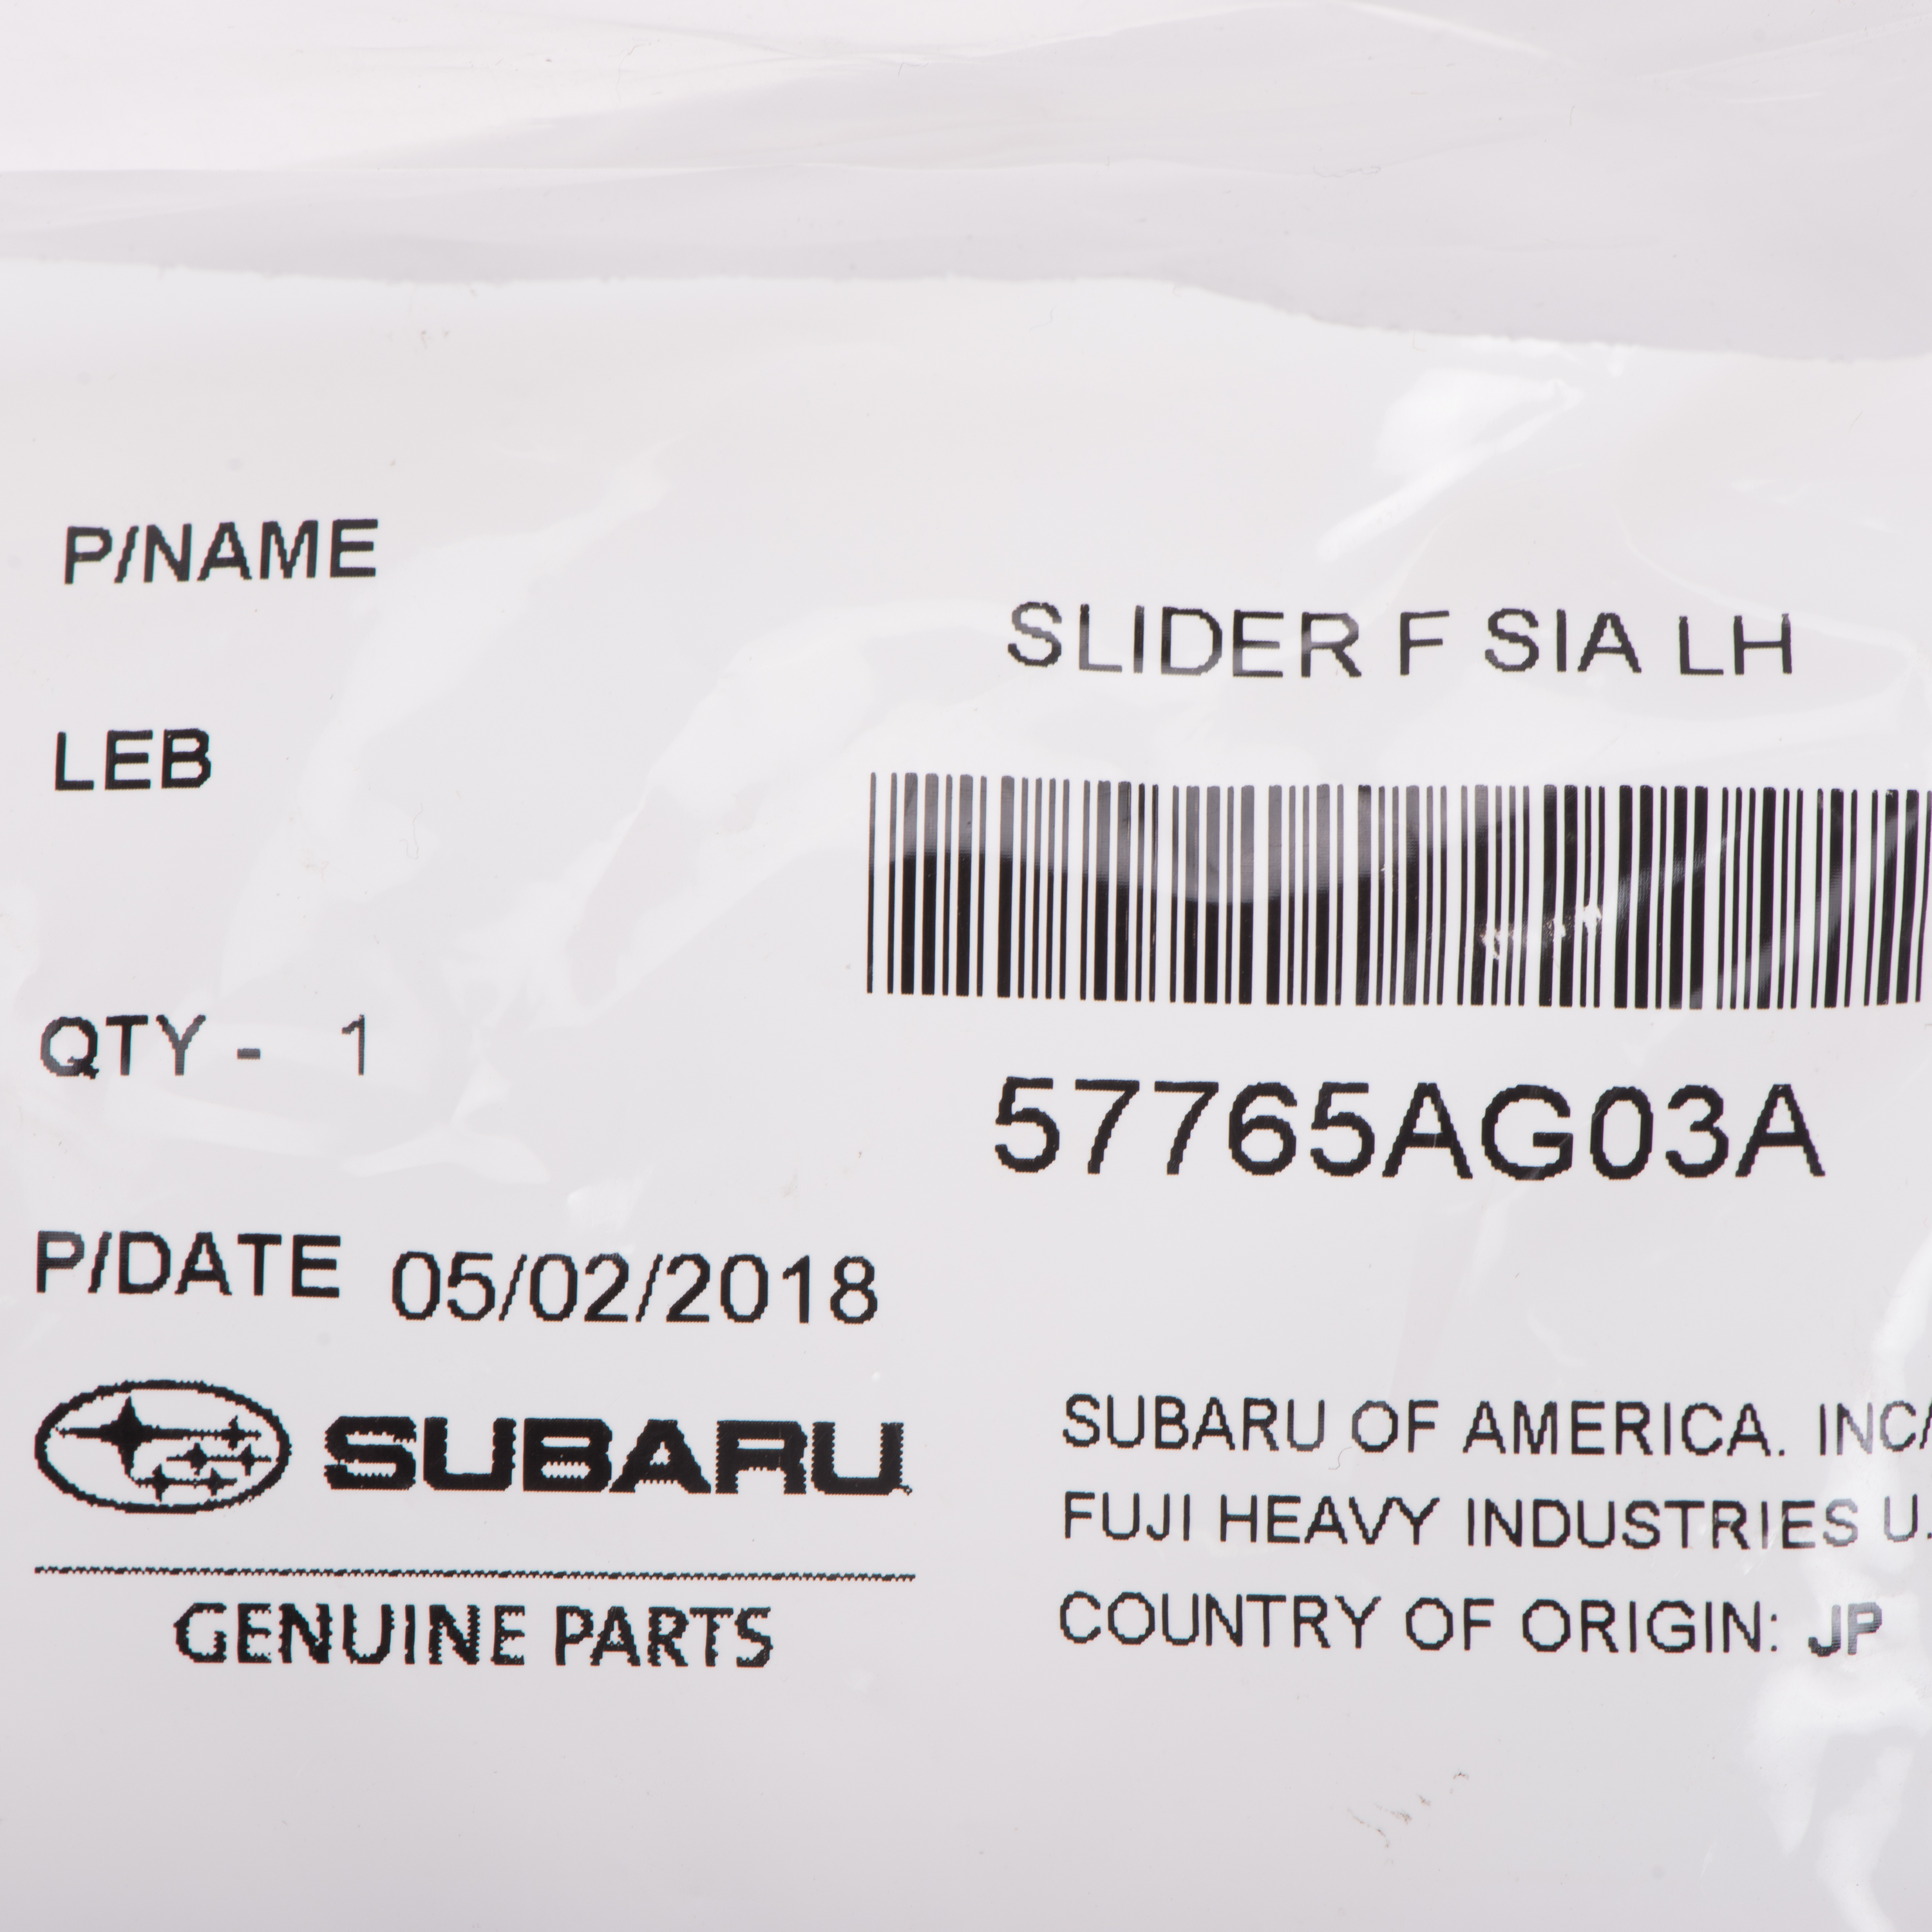 P/NAME
SLIDER F SIA LH
LEB
QTY - 1
57765AG03A
P/DATE 05/02/2018
SUBARU
GENUINE PARTS
SUBARU OF AMERICA. INC/
FUJI HEAVY INDUSTRIES U.
COUNTRY OF ORIGIN: JP